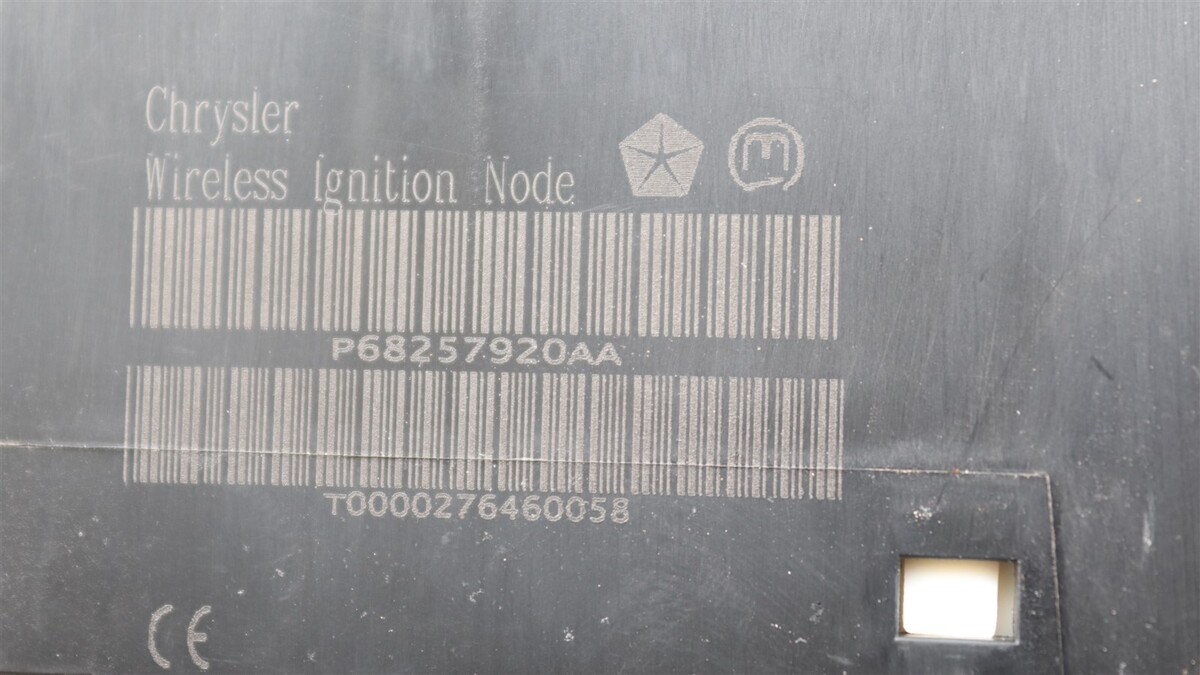 Chrysler
Wireless Ignition Node
P68257920AA
T0000276460058
CE